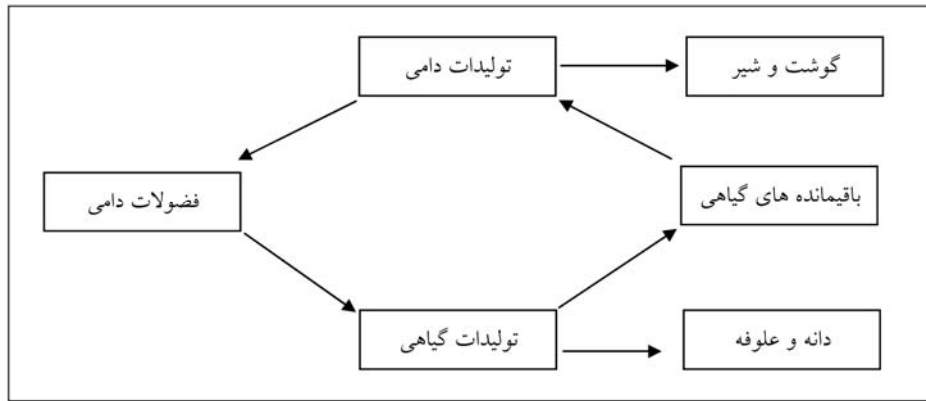 تولیدات دامی
گوشت و شیر
باقیمانده های گیاهی
فضولات دامی
تولیدات گیاهی
دانه و علوفه